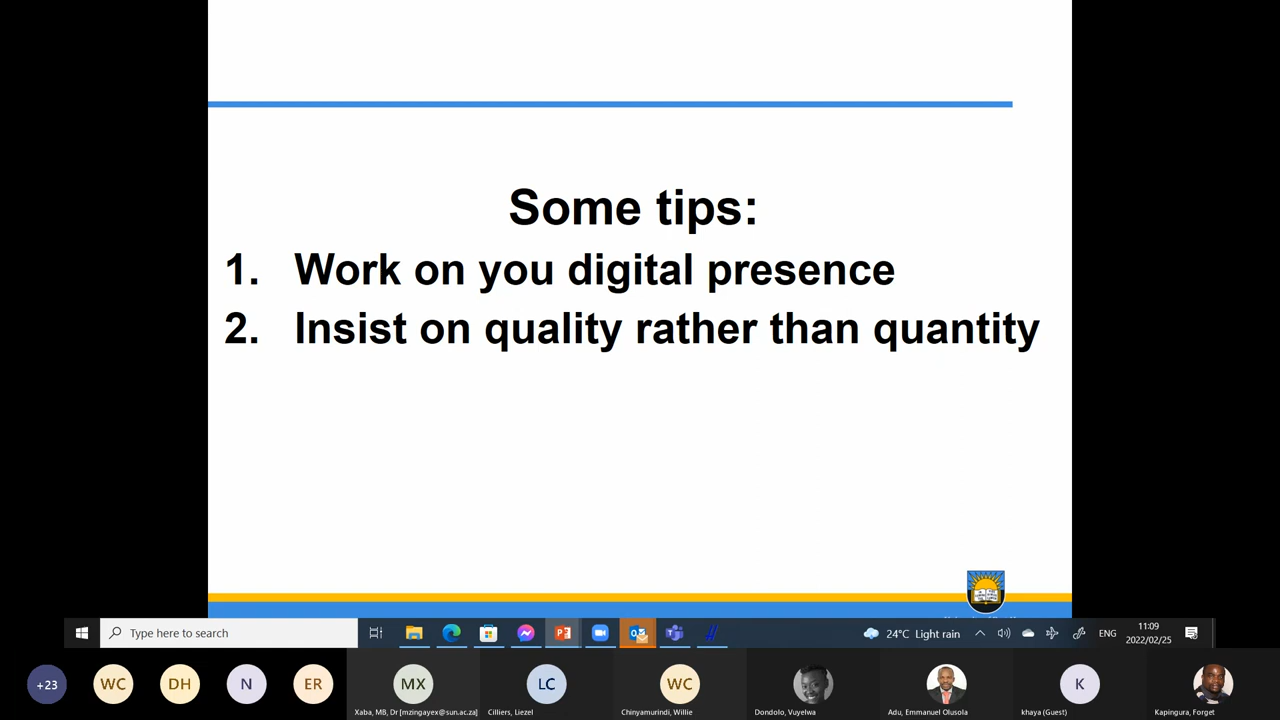 Some tips:
1. Work on you digital presence
2. Insist on quality rather than quantity
Type here to search
24°C Light rain
ENG
11:09
2022/02/25
+23
WC
DH
N
ER
MX
LC
WC
K
Xaba, MB, Dr [mzingayex@sun.ac.za]
Cilliers, Liezel
Chinyamurindi, Willie
Dondolo, Vuyelwa
Adu, Emmanuel Olusola
khaya (Guest)
Kapingura, Forget